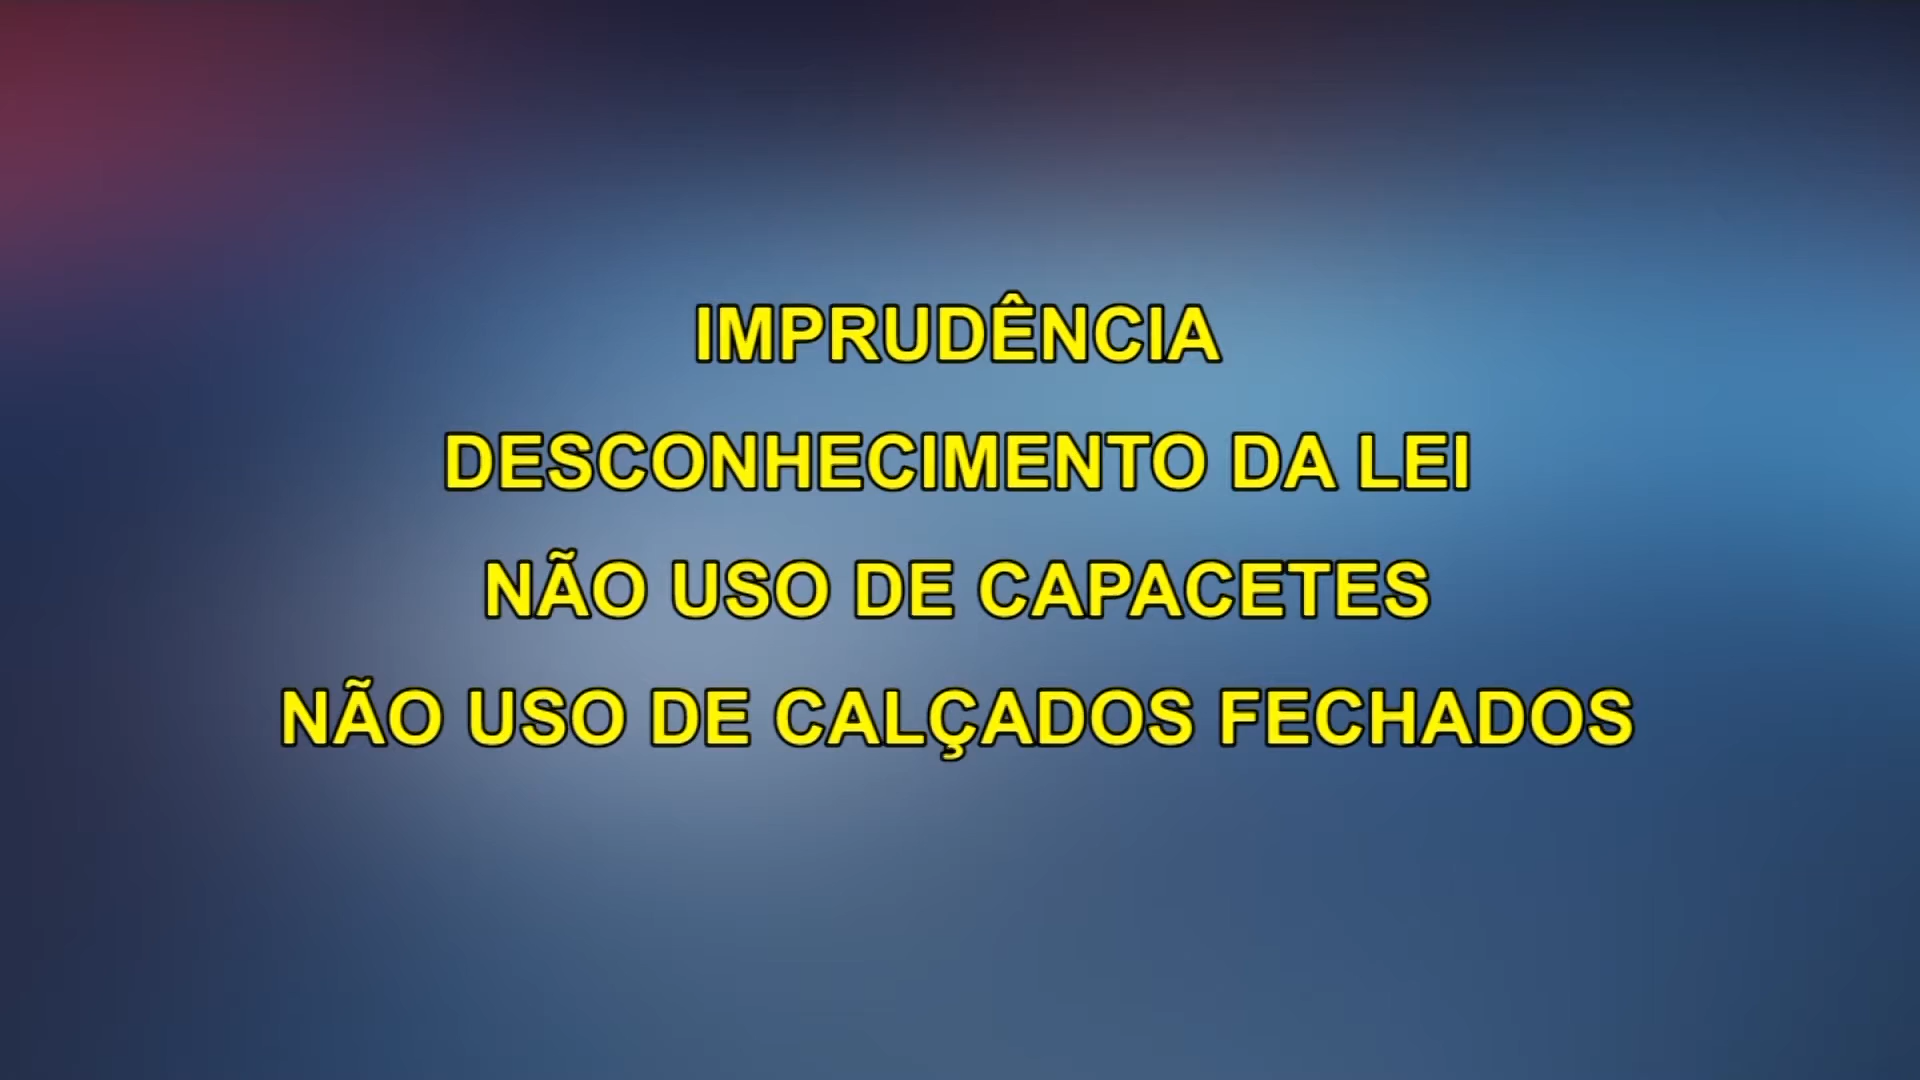 IMPRUDÊNCIA
DESCONHECIMENTO DA LEI
NÃO USO DE CAPACETES
NÃO USO DE CALÇADOS FECHADOS